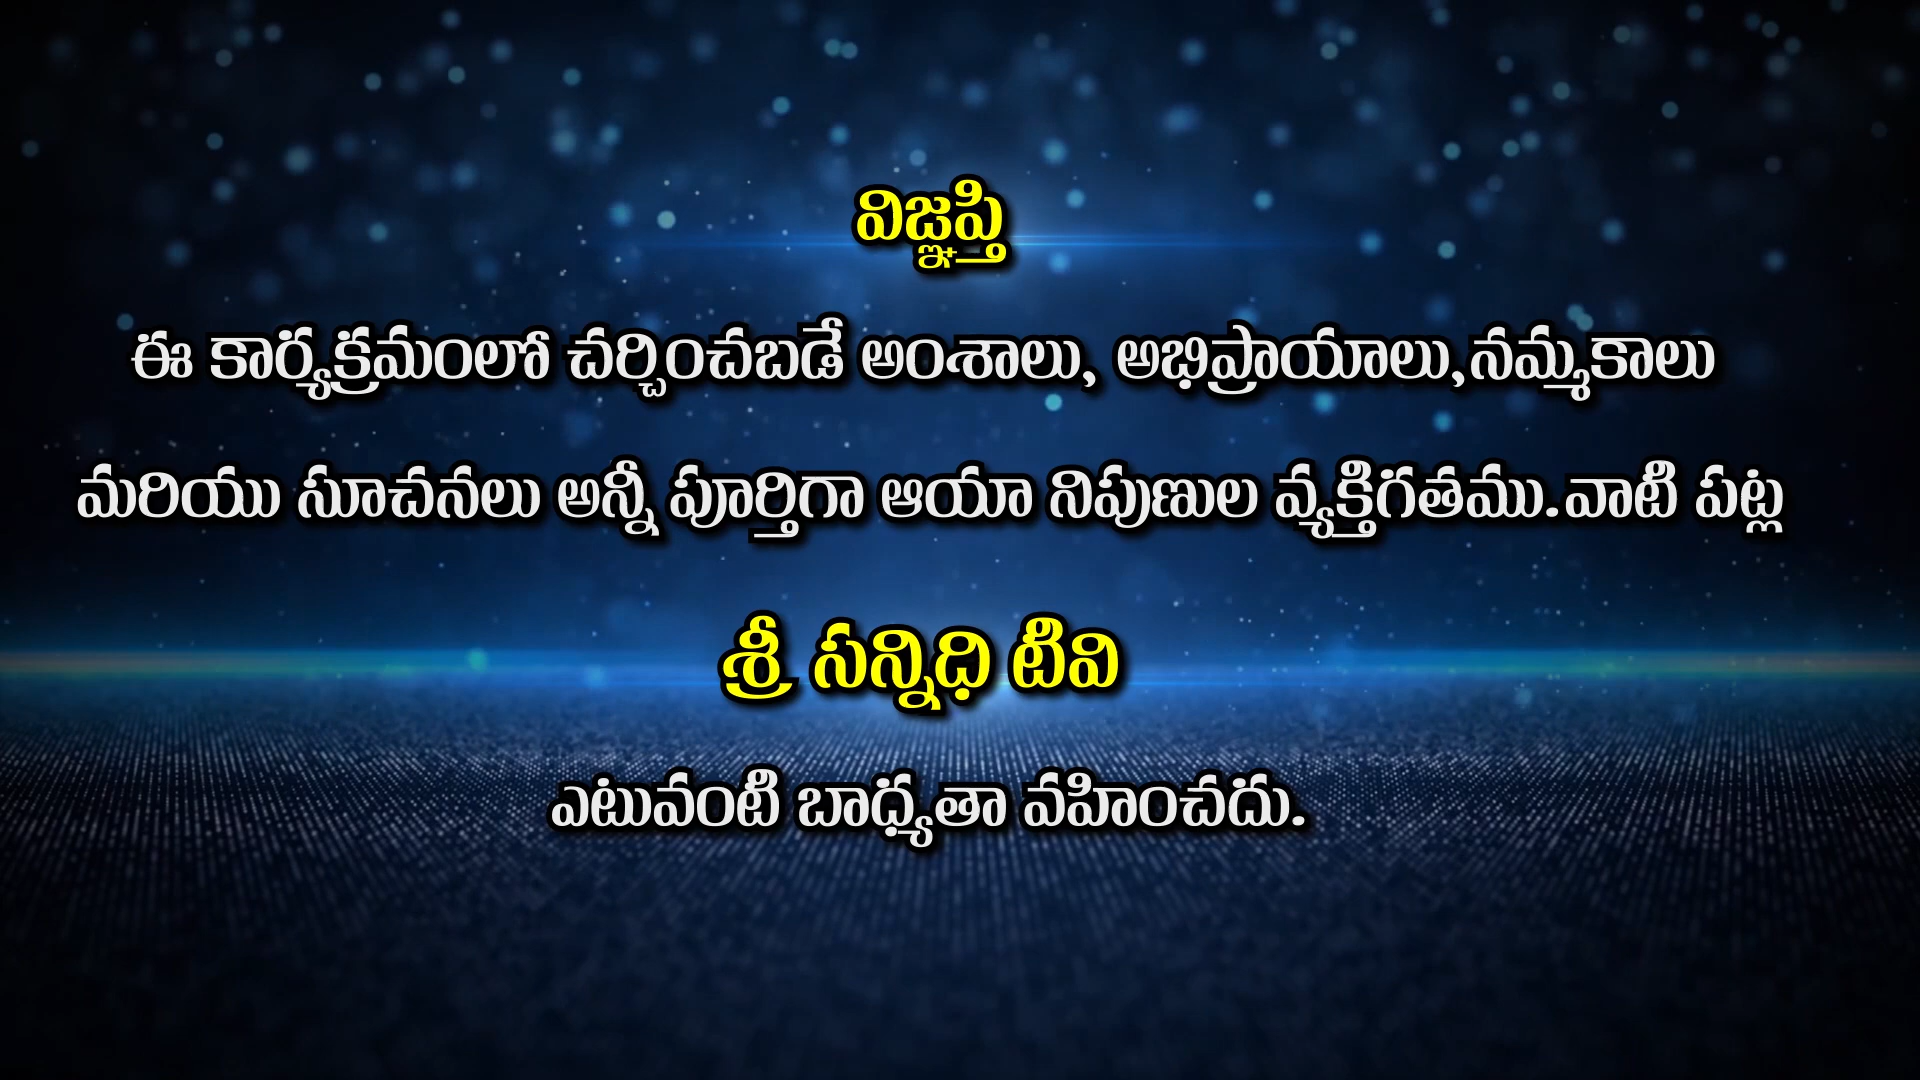 విజ్ఞప్తి
ఈ కార్యక్రమంలో చర్చించబడే అంశాలు, అభిప్రాయాలు,నమ్మకాలు
మరియు సూచనలు అన్నీ పూర్తిగా ఆయా నిపుణుల వ్యక్తిగతము.వాటి పట్ల
శ్రీ సన్నిధి టీవి
ఎటువంటి బాధ్యతా వహించదు.